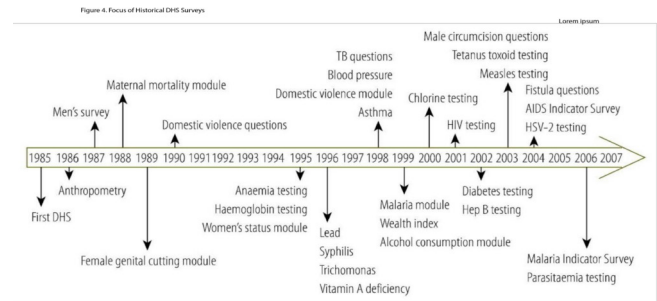 Figure 4. Focus of Historical DHS Surveys
Lorem Ipsum
Male circumcision questions
TB questions
Tetanus toxoid testing
Blood pressure
Measles testing
Maternal mortality module
Domestic violence module
Fistula questions
Chlorine testing
Men's survey
Asthma
AIDS Indicator Survey
Domestic violence questions
HIV testing
HSV-2 testing
1985 1986 1987 1988 1989 1990 1991 1992 1993 1994 1995 1996 1997 1998 1999 2000 2001 2002 2003 2004 2005 2006 2007
Anthropometry
Anaemia testing
Diabetes testing
First DHS
Haemoglobin testing
Malaria module
Hep B testing
Women's status module
Wealth index
Lead
Alcohol consumption module
Syphilis
Female genital cutting module
Trichomonas
Malaria Indicator Survey
Vitamin A deficiency
Parasitaemia testing